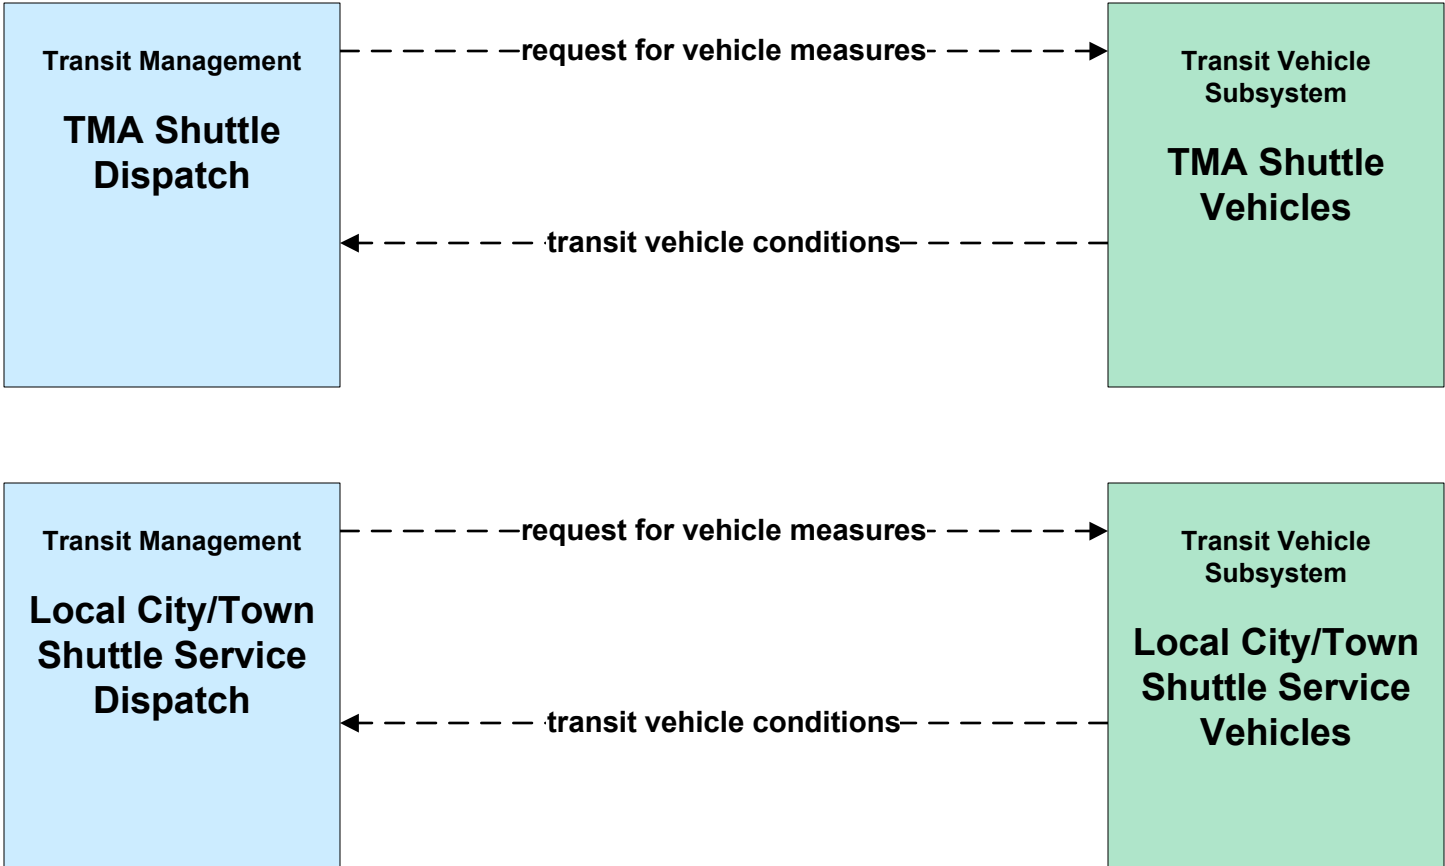 Transit Management
TMA Shuttle
Dispatch
request for vehicle measures
transit vehicle conditions
Transit Vehicle
Subsystem
TMA Shuttle
Vehicles
Transit Management
Local City/Town
Shuttle Service
Dispatch
request for vehicle measures
transit vehicle conditions
Transit Vehicle
Subsystem
Local City/Town
Shuttle Service
Vehicles